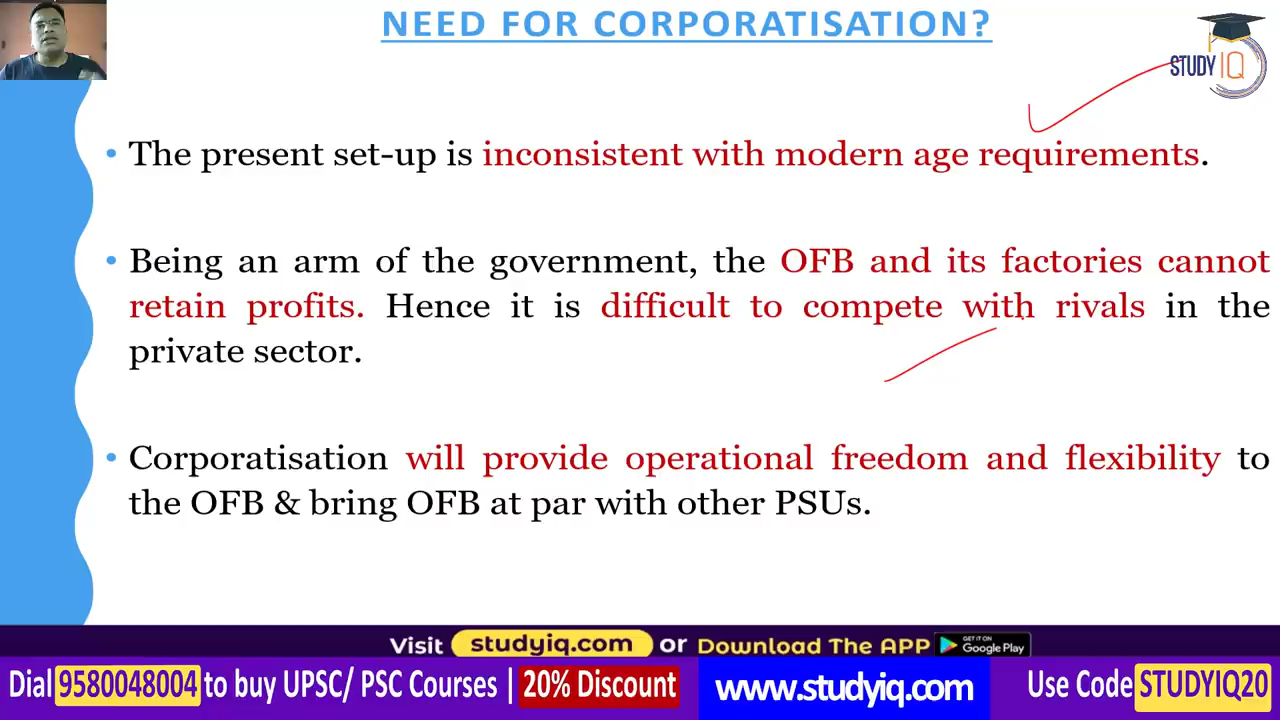 NEED FOR CORPORATISATION?
STUDY IQ
• The present set-up is inconsistent with modern age requirements.
• Being an arm of the government, the OFB and its factories cannot
retain profits. Hence it is difficult to compete with rivals in the
private sector.
• Corporatisation will provide operational freedom and flexibility to
the OFB & bring OFB at par with other PSUs.
Visit studyiq.com or Download The APP GET IT ON Google Play
Dial 9580048004 to buy UPSC/ PSC Courses | 20% Discount www.studyiq.com Use Code STUDYIQ20